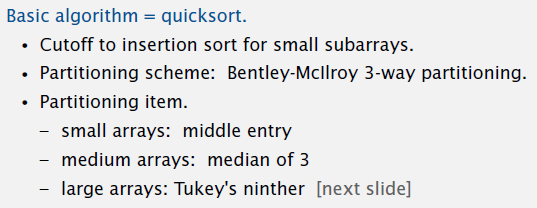 Basic algorithm = quicksort.
• Cutoff to insertion sort for small subarrays.
• Partitioning scheme: Bentley-McIlroy 3-way partitioning.
• Partitioning item.
– small arrays: middle entry
– medium arrays: median of 3
– large arrays: Tukey's ninther [next slide]